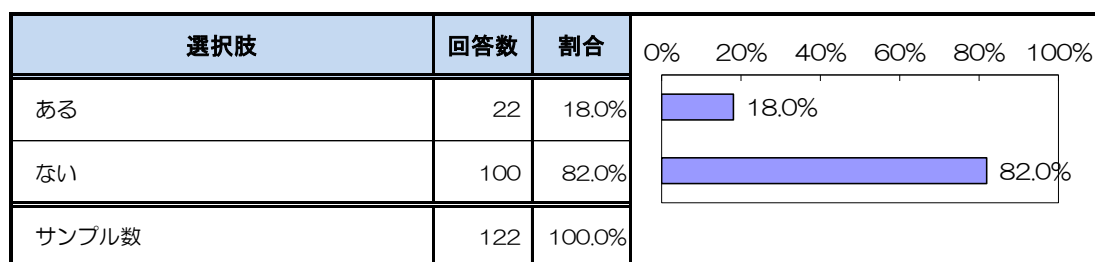 選択肢 回答数 割合
0% 20% 40% 60% 80% 100%
ある 22 18.0%
18.0%
ない 100 82.0%
82.0%
サンプル数 122 100.0%